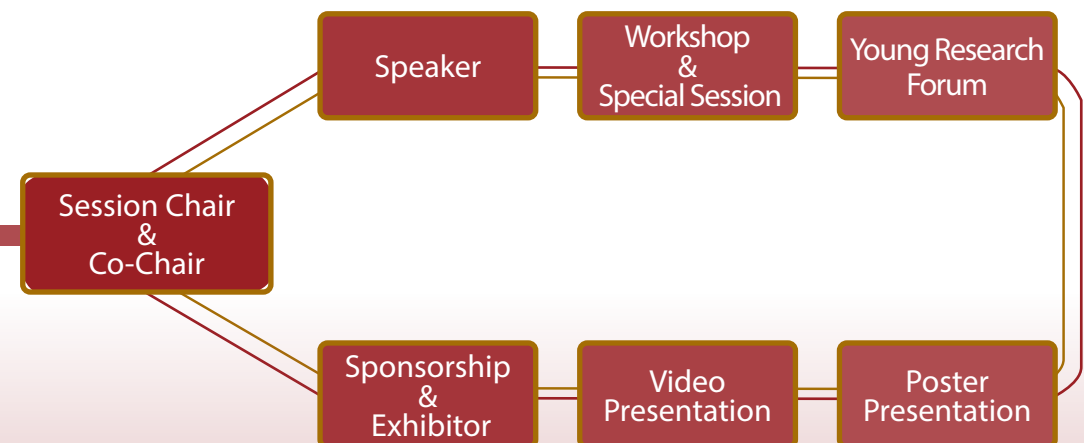 Speaker
Workshop
&
Special Session
Young Research
Forum
Session Chair
&
Co-Chair
Sponsorship
&
Exhibitor
Video
Presentation
Poster
Presentation